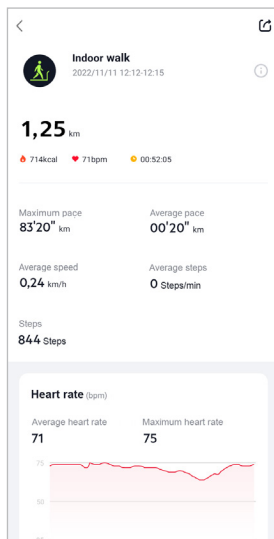 Indoor walk
2022/11/11 12:12-12:15
1,25 km
714kcal 71bpm 00:52:05
Maximum pace Average pace
83'20" km 00'20" km
Average speed Average steps
0,24 km/h 0 Steps/min
Steps
844 Steps
Heart rate (bpm)
Average heart rate Maximum heart rate
71 75
75
50